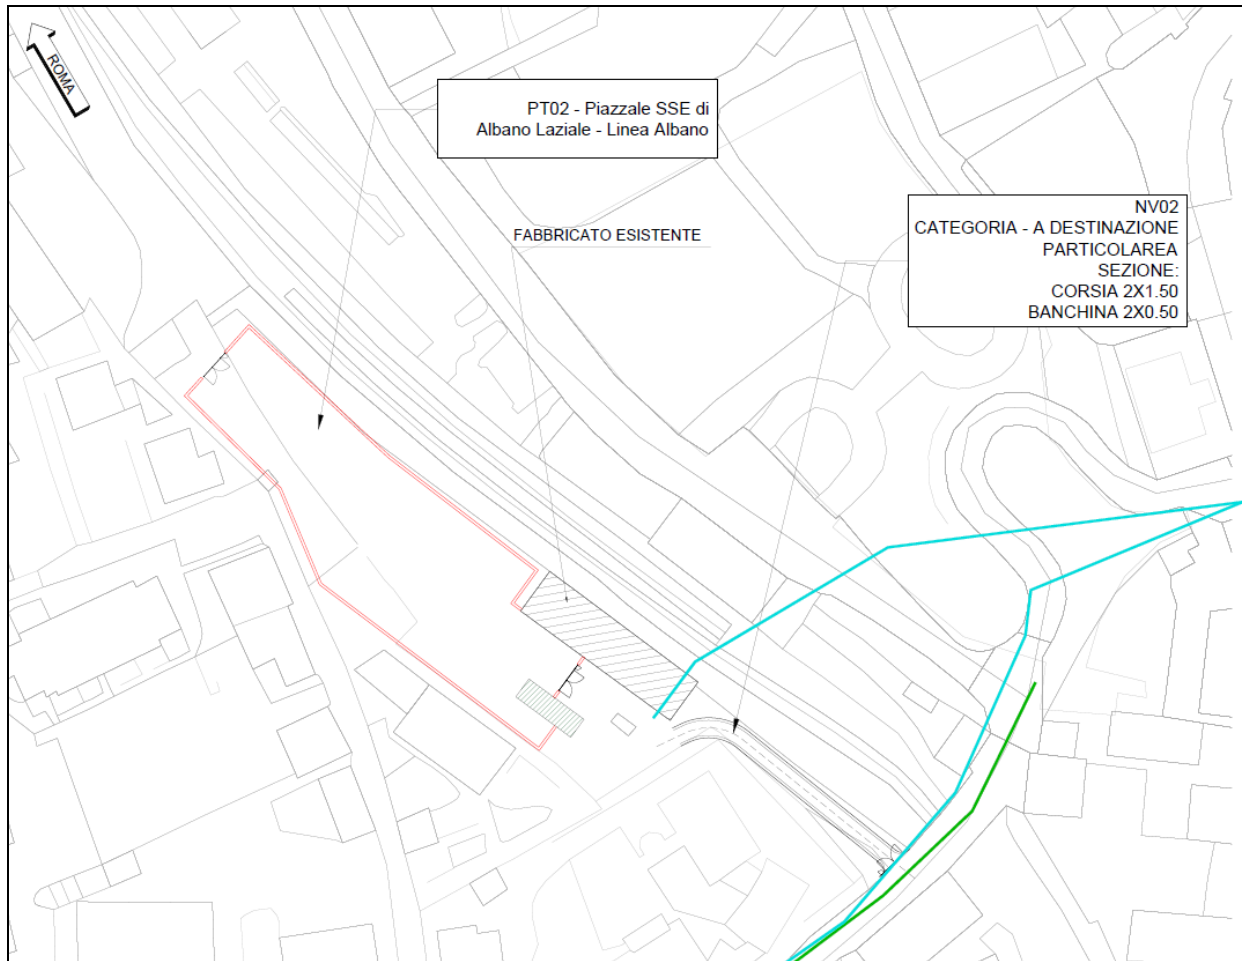 ROMA
PT02 - Piazzale SSE di
Albano Laziale - Linea Albano
FABBRICATO ESISTENTE
NV02
CATEGORIA - A DESTINAZIONE
PARTICOLAREA
SEZIONE:
CORSIA 2X1.50
BANCHINA 2X0.50